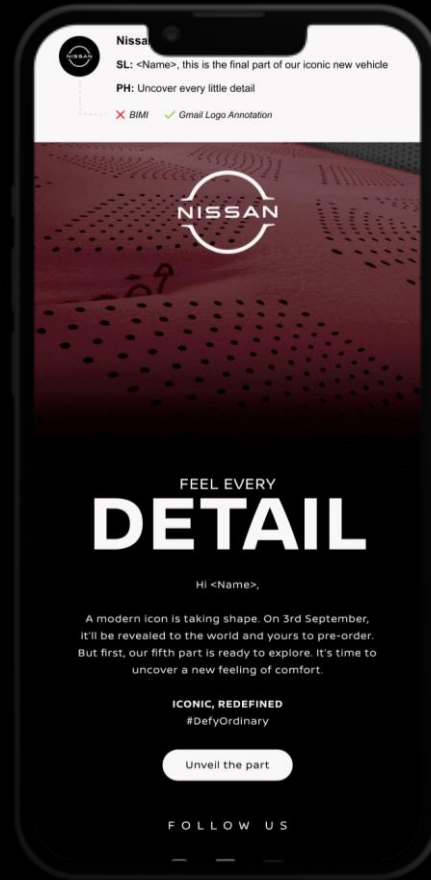 Nissan
SL: <Name>, this is the final part of our iconic new vehicle
PH: Uncover every little detail
BIMI Gmail Logo Annotation
NISSAN
FEEL EVERY
DETAIL
Hi <Name>,
A modern icon is taking shape. On 3rd September,
it'll be revealed to the world and yours to pre-order.
But first, our fifth part is ready to explore. It's time to
uncover a new feeling of comfort.
ICONIC, REDEFINED
#DefyOrdinary
Unveil the part
FOLLOW US